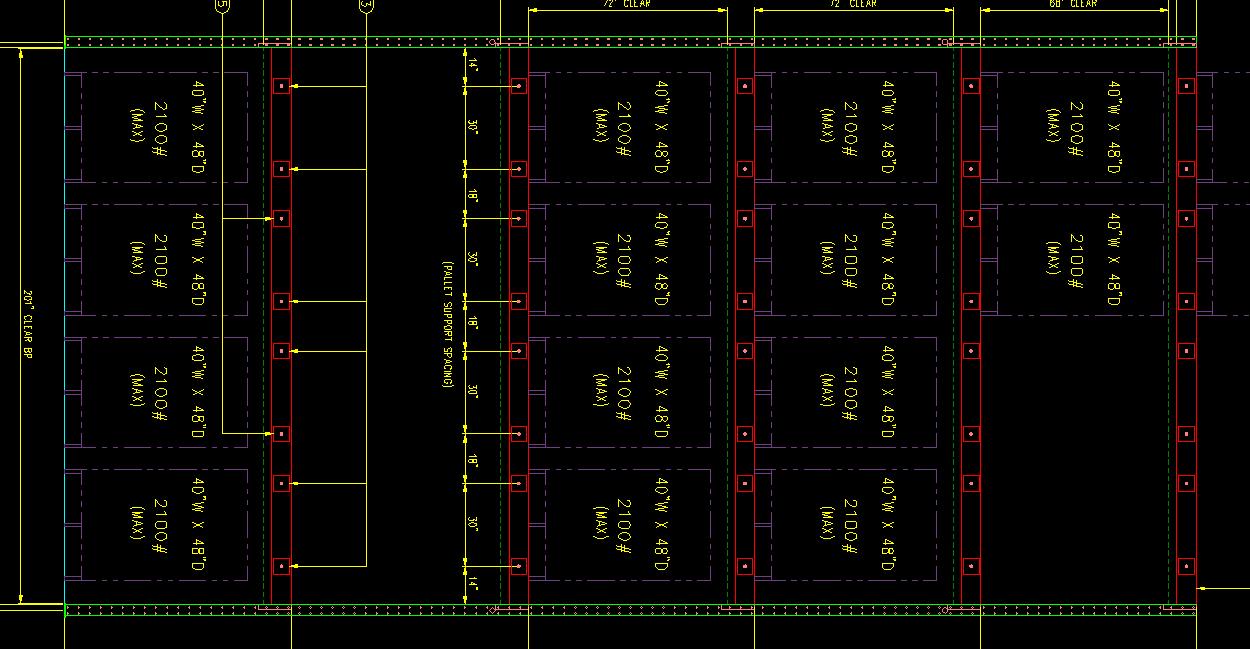 5
3
72" CLEAR
72" CLEAR
68" CLEAR
201" CLEAR BP
14"
30"
18"
30"
18"
30"
18"
30"
14"
(PALLET SUPPORT SPACING)
40"W X 48"D
2100#
(MAX)
40"W X 48"D
2100#
(MAX)
40"W X 48"D
2100#
(MAX)
40"W X 48"D
2100#
(MAX)
40"W X 48"D
2100#
(MAX)
40"W X 48"D
2100#
(MAX)
40"W X 48"D
2100#
(MAX)
40"W X 48"D
2100#
(MAX)
40"W X 48"D
2100#
(MAX)
40"W X 48"D
2100#
(MAX)
40"W X 48"D
2100#
(MAX)
40"W X 48"D
2100#
(MAX)
40"W X 48"D
2100#
(MAX)
40"W X 48"D
2100#
(MAX)